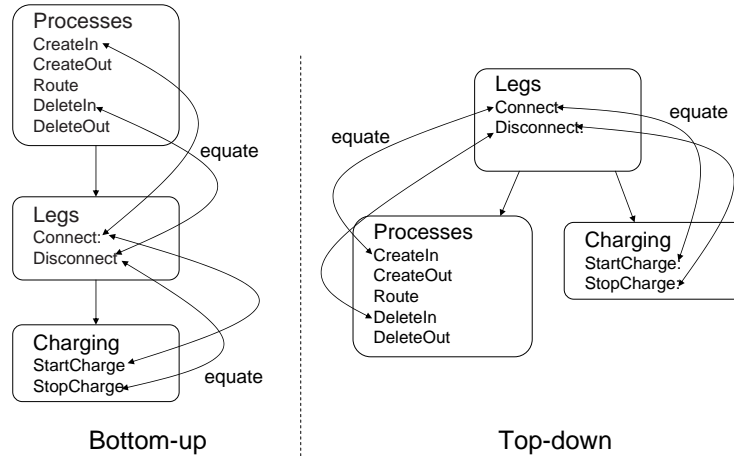 Processes
CreateIn
CreateOut
Route
DeleteIn
DeleteOut
equate
Legs
Connect:
Disconnect
Charging
StartCharge
StopCharge
equate
Bottom-up
Legs
Connect
Disconnect:
equate
equate
Processes
CreateIn
CreateOut
Route
DeleteIn
DeleteOut
Charging
StartCharge:
StopCharge:
Top-down